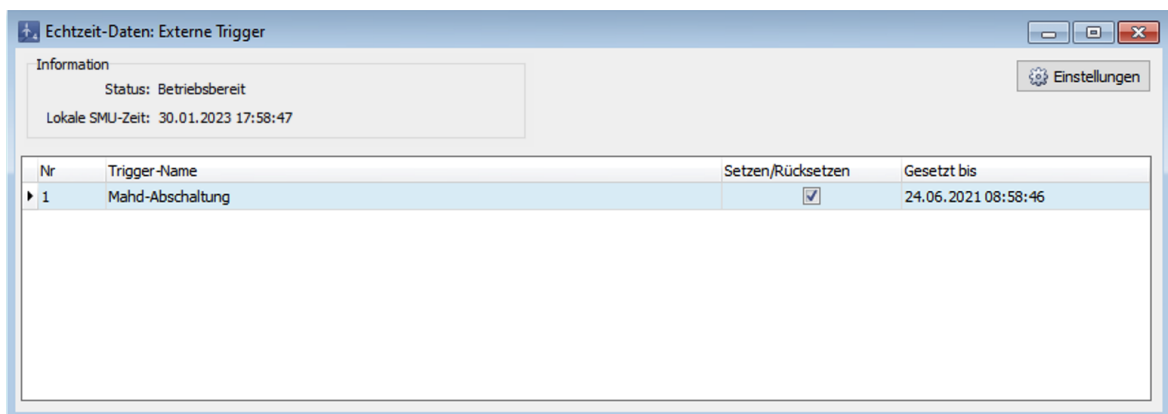 Echtzeit-Daten: Externe Trigger
Information
Einstellungen
Status: Betriebsbereit
Lokale SMU-Zeit: 30.01.2023 17:58:47
Nr Trigger-Name Setzen/Rücksetzen Gesetzt bis
1 Mahd-Abschaltung 24.06.2021 08:58:46